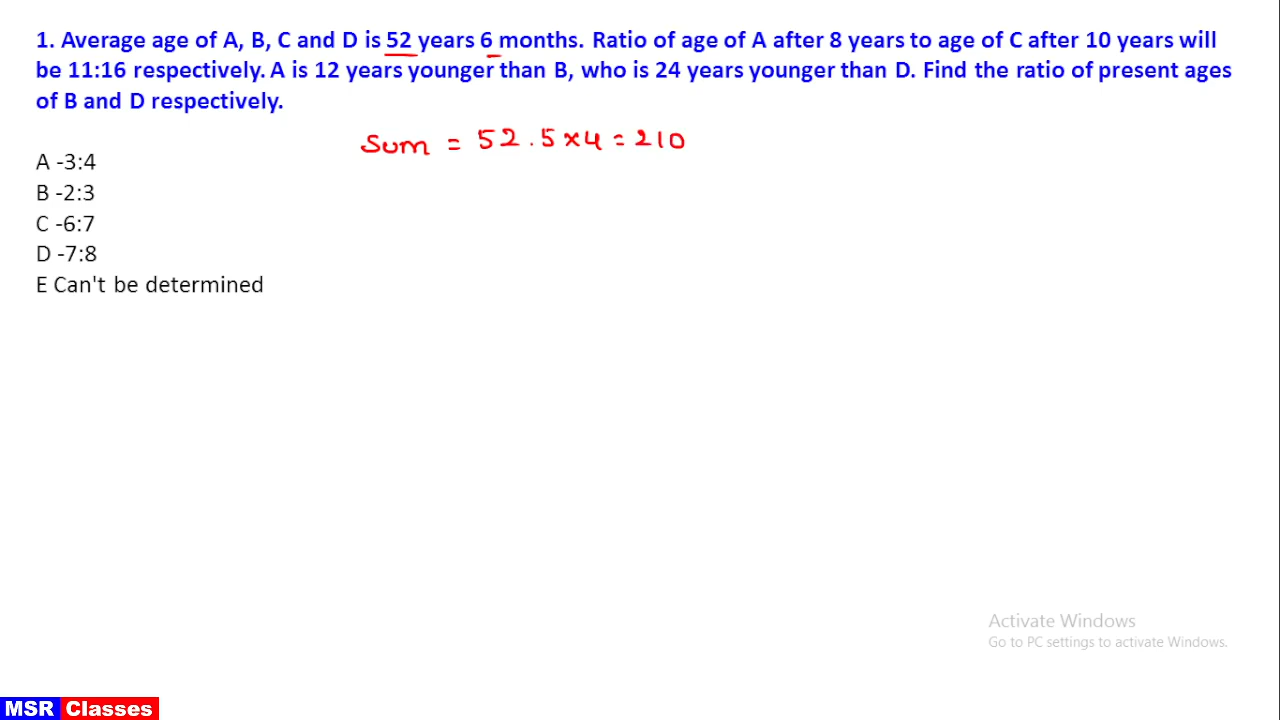 1. Average age of A, B, C and D is 52 years 6 months. Ratio of age of A after 8 years to age of C after 10 years will
be 11:16 respectively. A is 12 years younger than B, who is 24 years younger than D. Find the ratio of present ages
of B and D respectively.
Sum = 52.5×4=210
A -3:4
B -2:3
C -6:7
D -7:8
E Can't be determined
Activate Windows
Go to PC settings to activate Windows.
MSR Classes